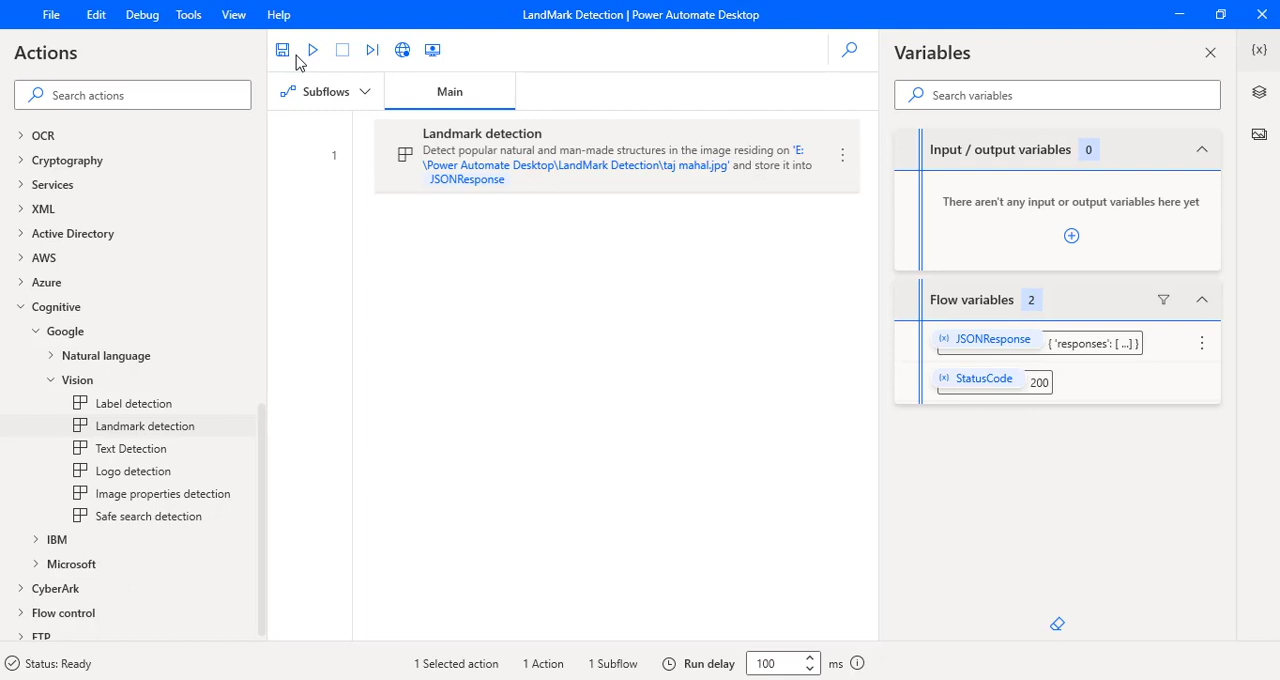 File Edit Debug Tools View Help LandMark Detection | Power Automate Desktop
Actions
Search actions
OCR
Cryptography
Services
XML
Active Directory
AWS
Azure
Cognitive
Google
Natural language
Vision
Label detection
Landmark detection
Text Detection
Logo detection
Image properties detection
Safe search detection
IBM
Microsoft
CyberArk
Flow control
FTP
Subflows Main
1
Landmark detection
Detect popular natural and man-made structures in the image residing on 'E:
\Power Automate Desktop\LandMark Detection\taj mahal.jpg' and store it into
JSONResponse
Variables
{x}
Search variables
Input / output variables 0
There aren't any input or output variables here yet
Flow variables 2
(x) JSONResponse { 'responses': [ ...] }
(x) StatusCode 200
Status: Ready 1 Selected action 1 Action 1 Subflow Run delay 100 ms